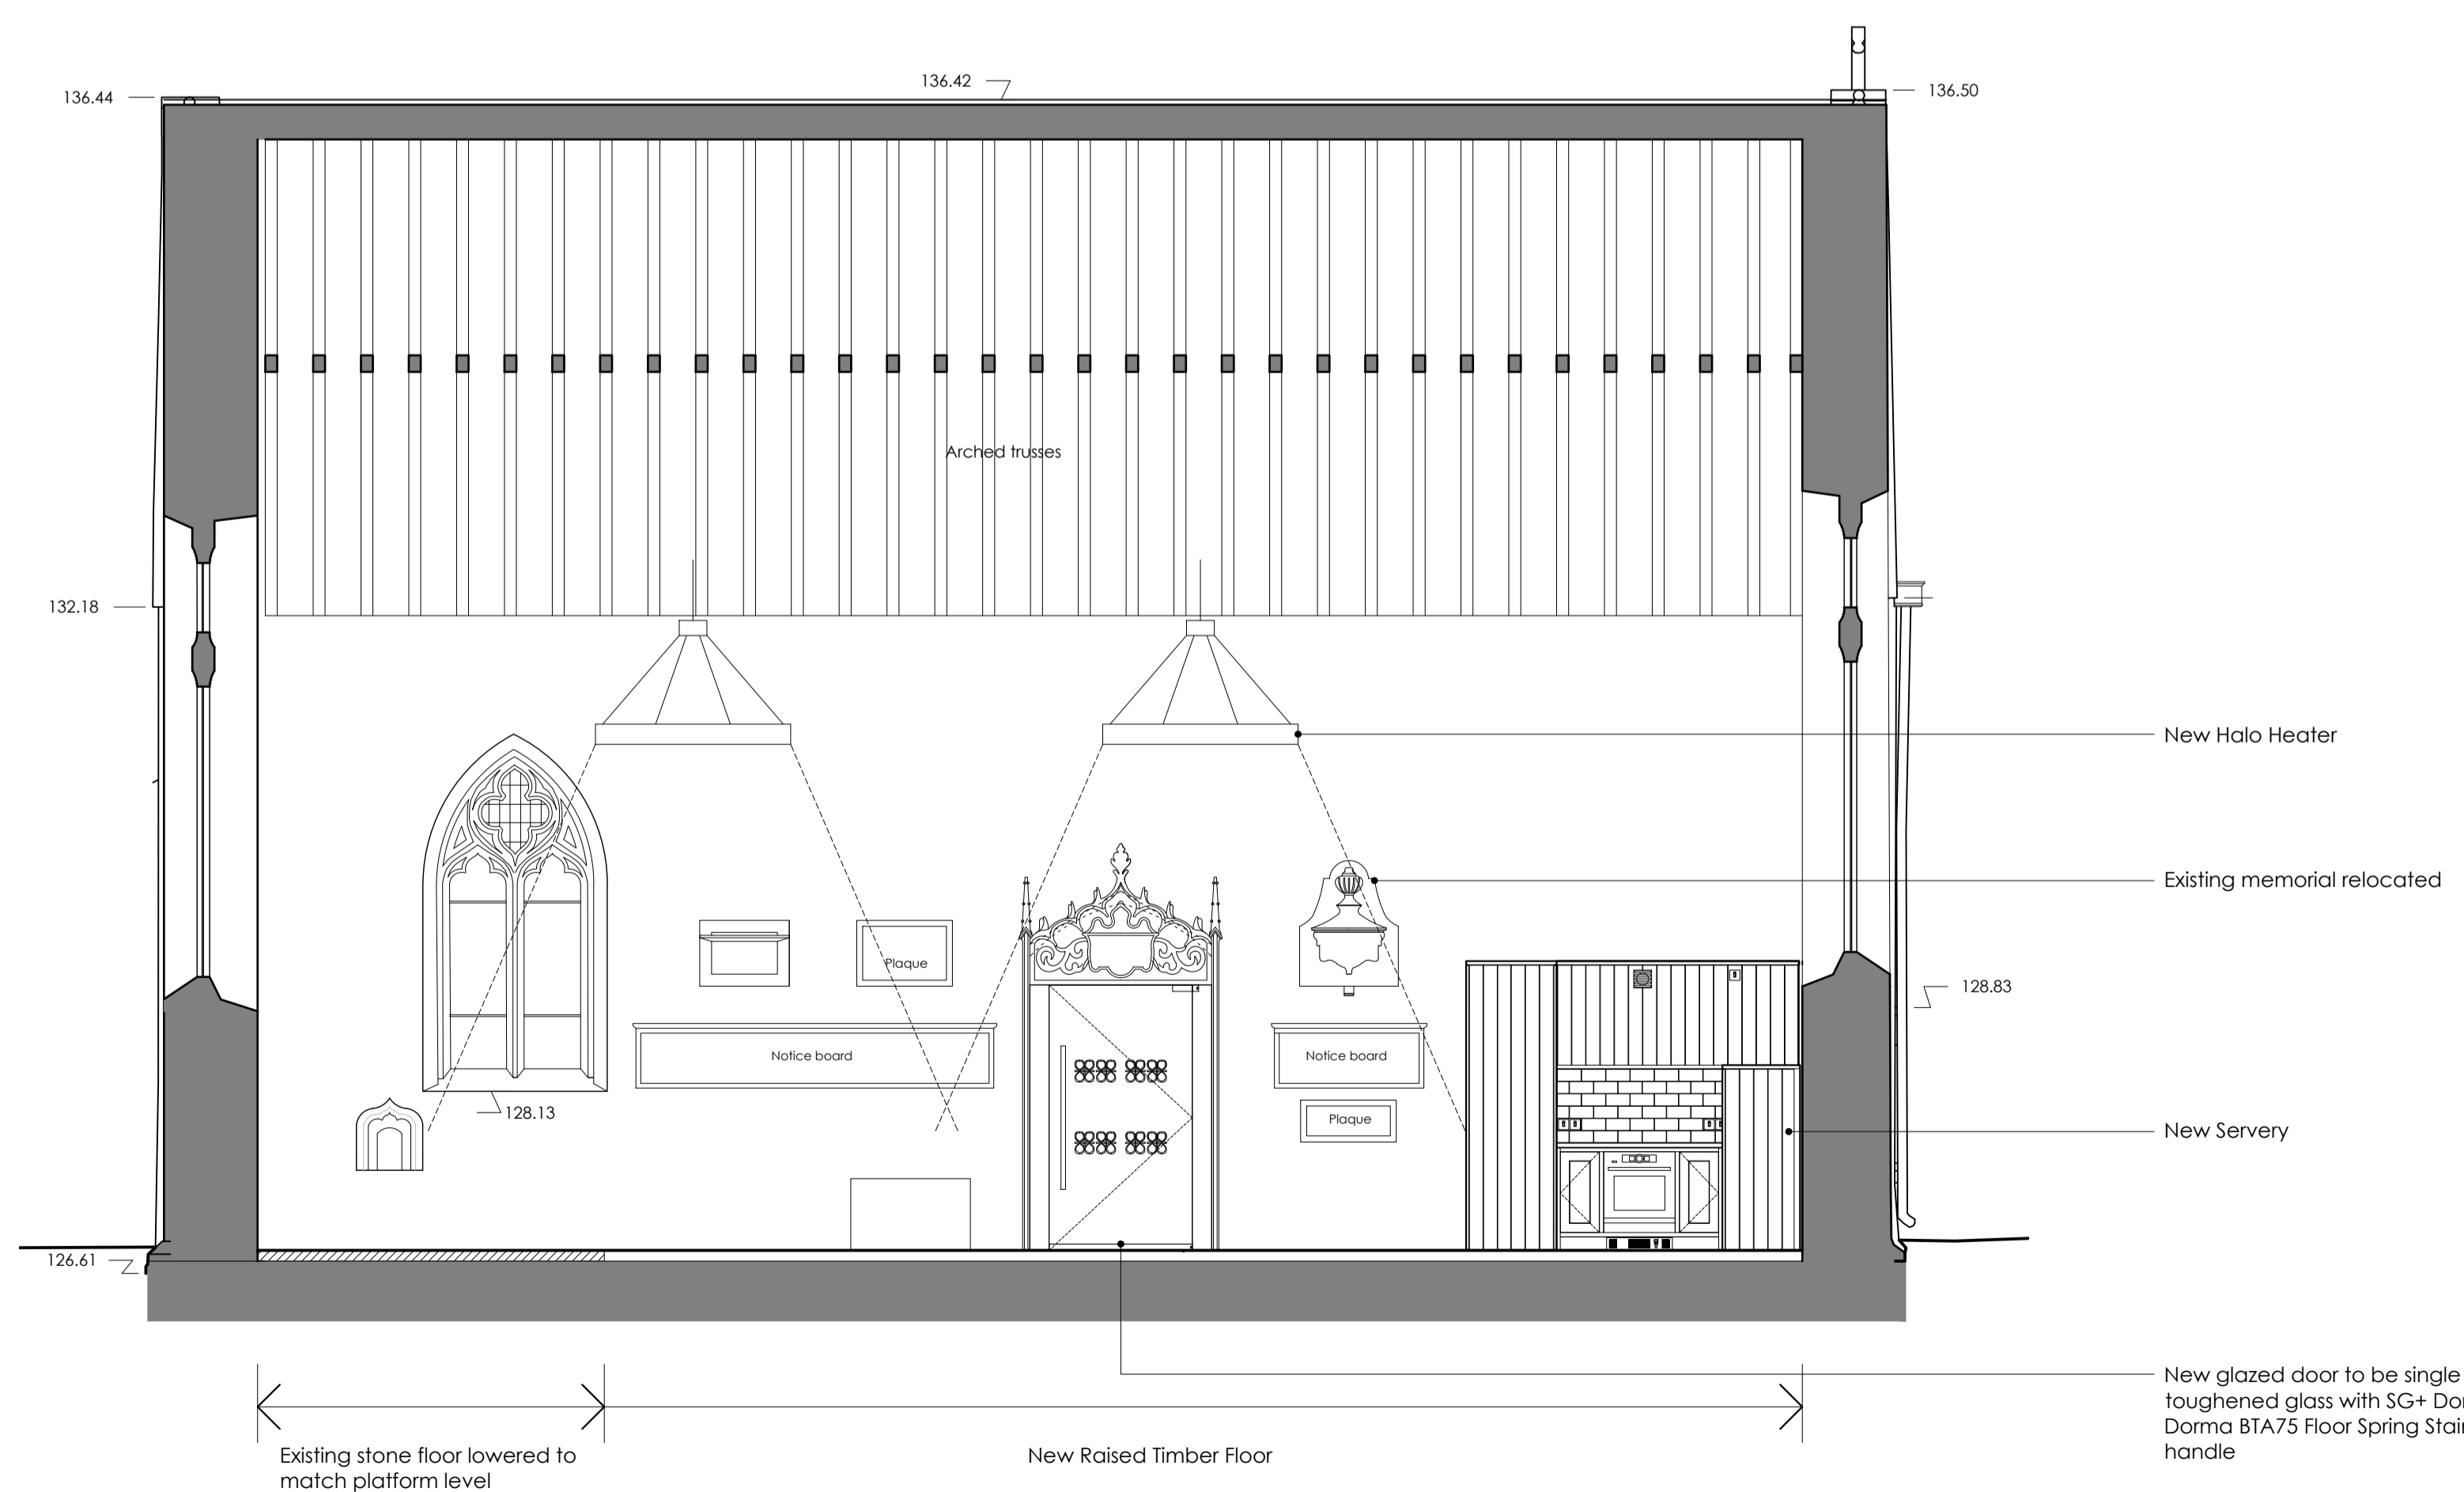 136.42
136.44
136.50
Arched trusses
132.18
New Halo Heater
Existing memorial relocated
Plaque
128.83
Notice board
Notice board
128.13
Plaque
New Servery
126.61
New glazed door to be single
toughened glass with SG+
Dorma BTA75 Floor Spring
handle
Existing stone floor lowered to
match platform level
New Raised Timber Floor